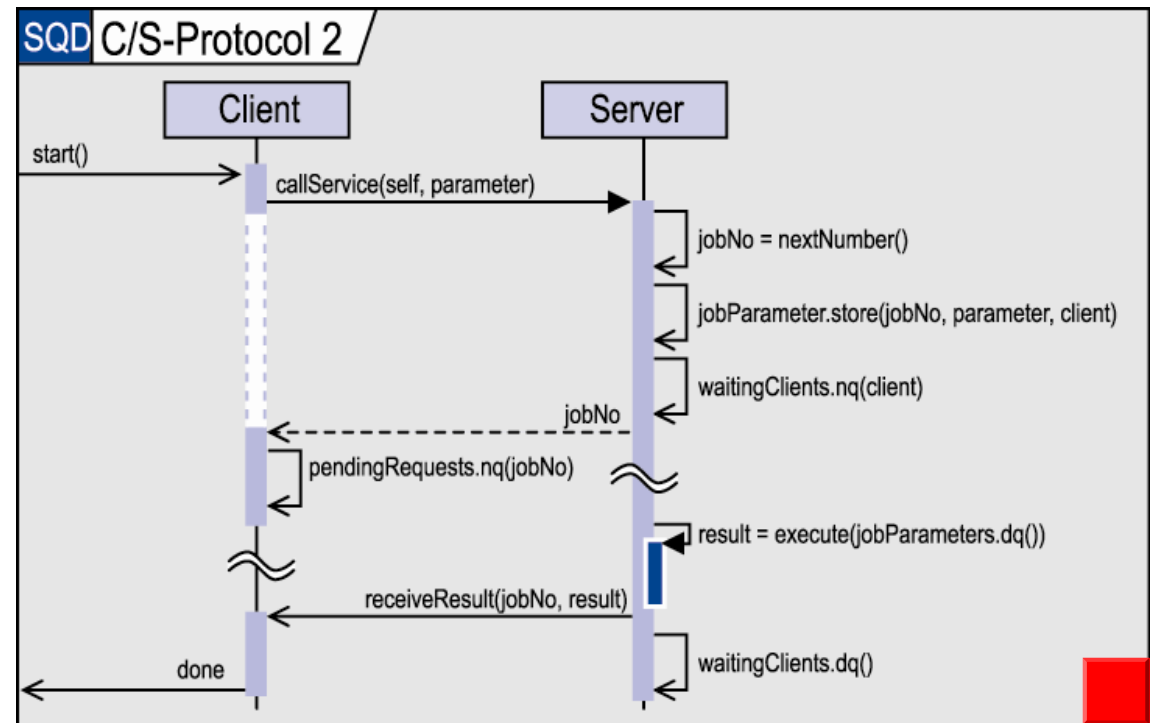 SQD C/S-Protocol 2
Client
Server
start()
callService(self, parameter)
jobNo = nextNumber()
jobParameter.store(jobNo, parameter, client)
waitingClients.nq(client)
jobNo
pendingRequests.nq(jobNo)
result = execute(jobParameters.dq())
receiveResult(jobNo, result)
waitingClients.dq()
done